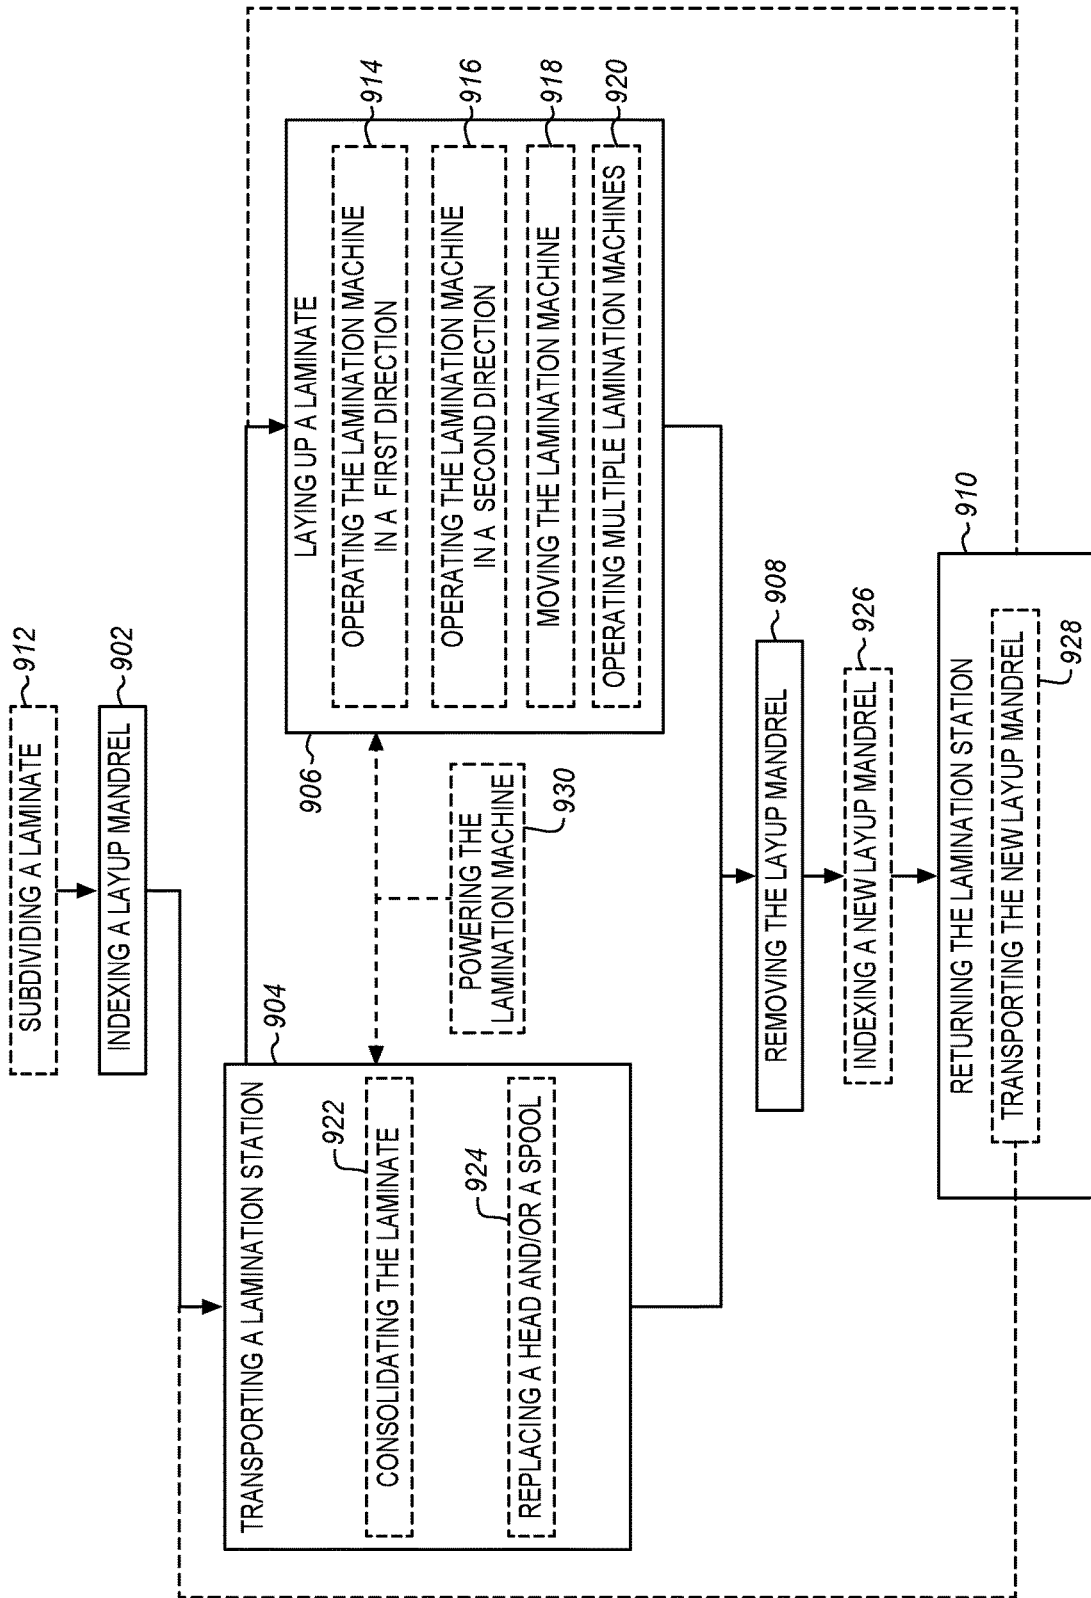 SUBDIVIDING A LAMINATE
912
INDEXING A LAYUP MANDREL
902
TRANSPORTING A LAMINATION STATION
904
CONSOLIDATING THE LAMINATE
922
REPLACING A HEAD AND/OR A SPOOL
924
POWERING THE
LAMINATION MACHINE
930
906
LAYING UP A LAMINATE
OPERATING THE LAMINATION MACHINE
IN A FIRST DIRECTION
914
OPERATING THE LAMINATION MACHINE
IN A SECOND DIRECTION
916
MOVING THE LAMINATION MACHINE
918
OPERATING MULTIPLE LAMINATION MACHINES
920
REMOVING THE LAYUP MANDREL
908
INDEXING A NEW LAYUP MANDREL
926
RETURNING THE LAMINATION STATION
910
TRANSPORTING THE NEW LAYUP MANDREL
928